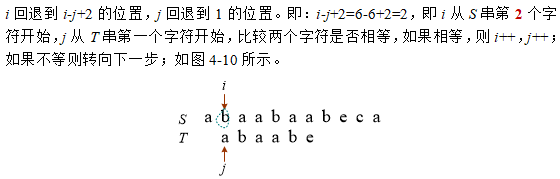 i 回退到 i-j+2 的位置，j 回退到 1 的位置。即：i-j+2=6-6+2=2，即 i 从 S 串第 2 个字
符开始，j 从 T 串第一个字符开始，比较两个字符是否相等，如果相等，则 i++，j++；
如果不等则转向下一步；如图 4-10 所示。
i
S a b a a b a a b e c a
T a b a a b e
j